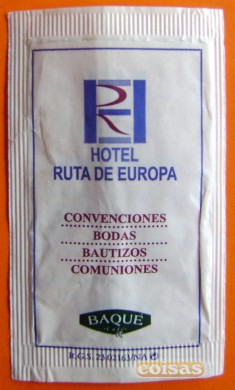 HOTEL
RUTA DE EUROPA
CONVENCIONES
BODAS
BAUTIZOS
COMUNIONES
BAQUÉ
coisas